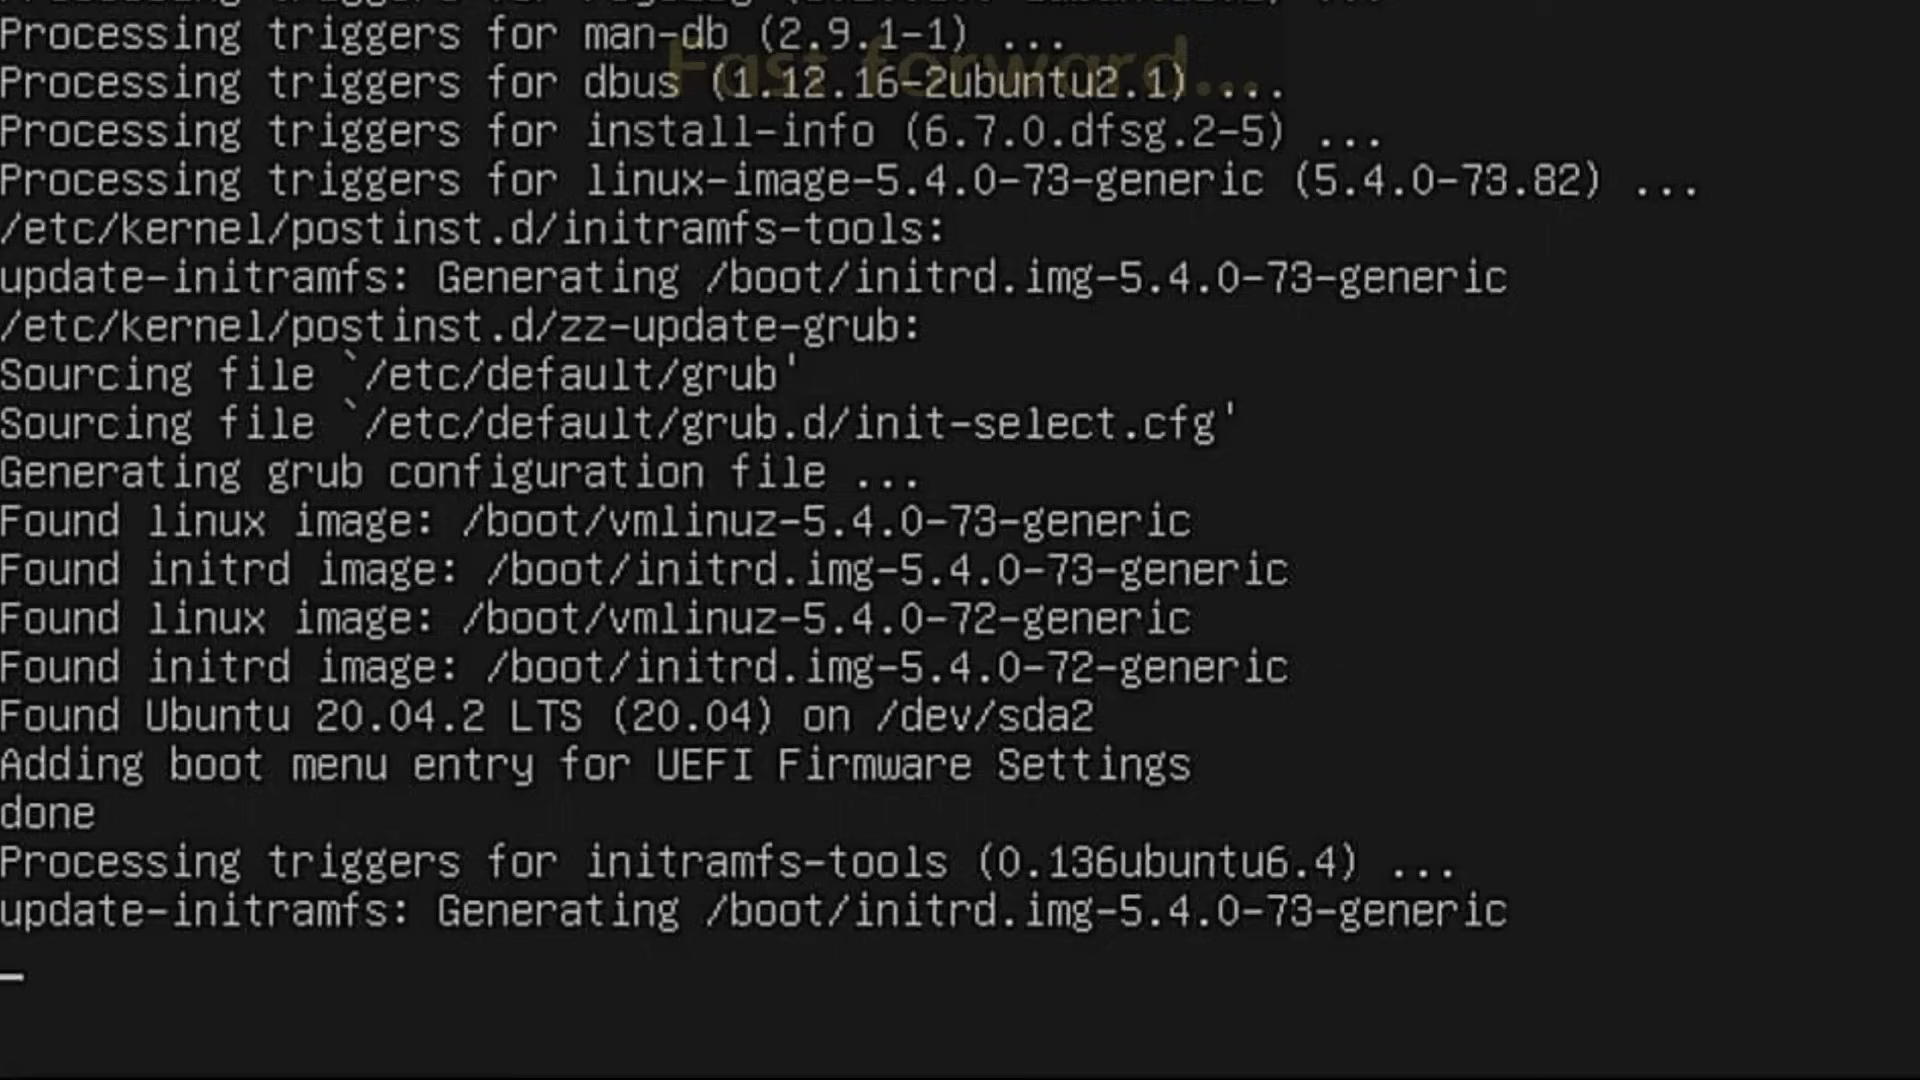 Processing triggers for man-db (2.9.1-1) ...
Fast forward...
Processing triggers for dbus (1.12.16-2ubuntu2.1) ...
Processing triggers for install-info (6.7.0.dfsg.2-5) ...
Processing triggers for linux-image-5.4.0-73-generic (5.4.0-73.82) ...
/etc/kernel/postinst.d/initramfs-tools:
update-initramfs: Generating /boot/initrd.img-5.4.0-73-generic
/etc/kernel/postinst.d/zz-update-grub:
Sourcing file `/etc/default/grub'
Sourcing file `/etc/default/grub.d/init-select.cfg'
Generating grub configuration file ...
Found linux image: /boot/vmlinuz-5.4.0-73-generic
Found initrd image: /boot/initrd.img-5.4.0-73-generic
Found linux image: /boot/vmlinuz-5.4.0-72-generic
Found initrd image: /boot/initrd.img-5.4.0-72-generic
Found Ubuntu 20.04.2 LTS (20.04) on /dev/sda2
Adding boot menu entry for UEFI Firmware Settings
done
Processing triggers for initramfs-tools (0.136ubuntu6.4) ...
update-initramfs: Generating /boot/initrd.img-5.4.0-73-generic